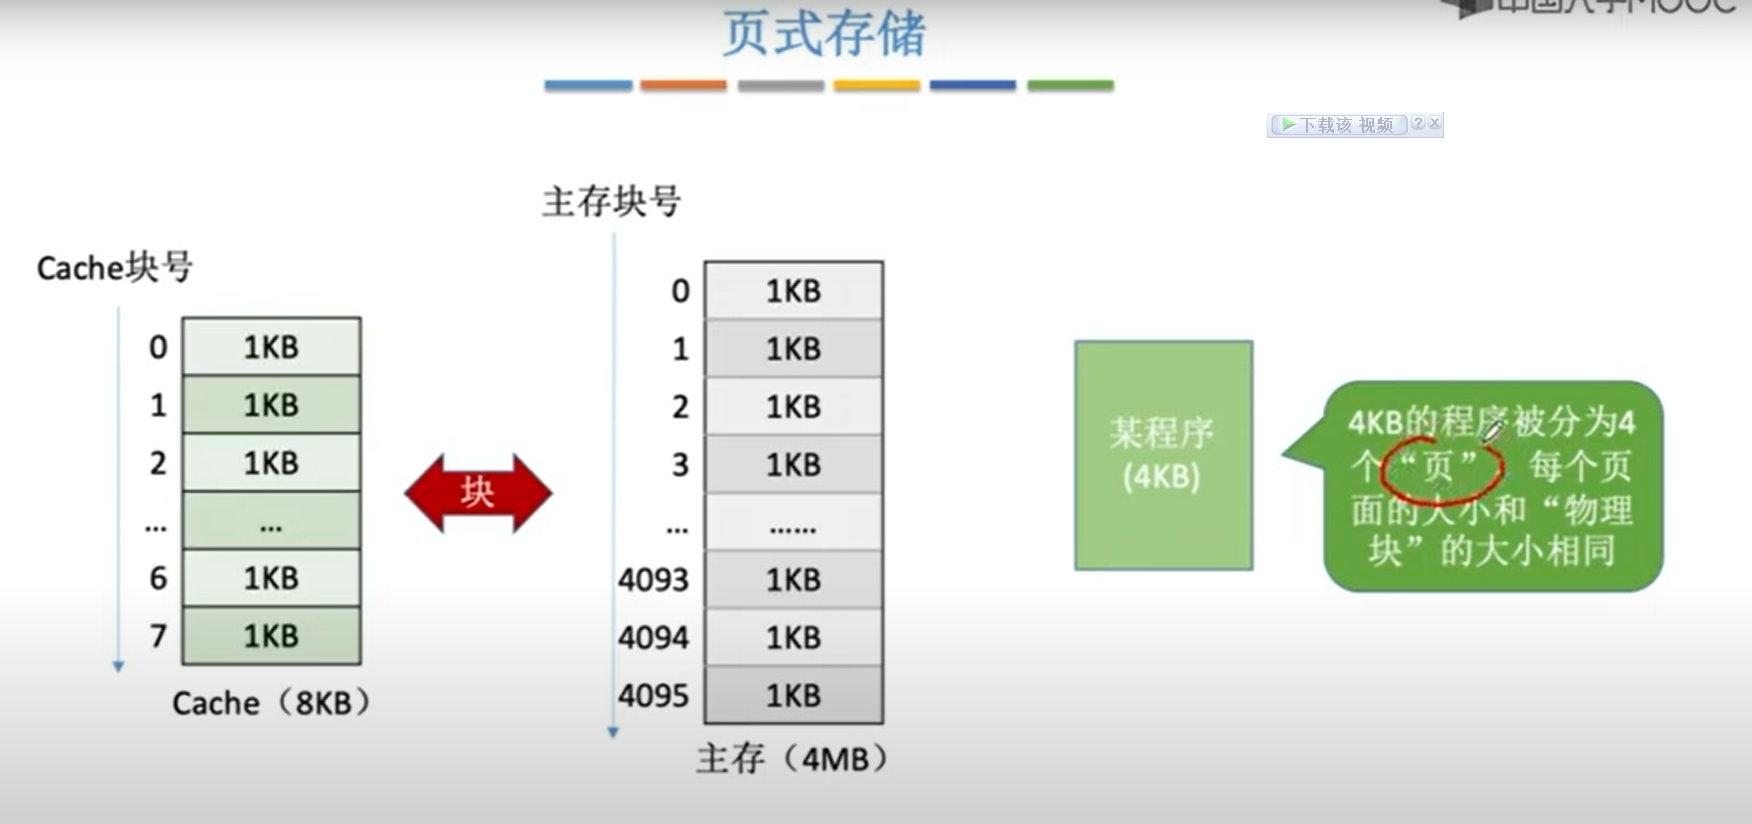 中国大学MOOC
页式存储
下载该 视频
主存块号
Cache块号
0 1KB
1 1KB
2 1KB
... ...
6 1KB
7 1KB
Cache（8KB）
块
0 1KB
1 1KB
2 1KB
3 1KB
... ......
4093 1KB
4094 1KB
4095 1KB
主存（4MB）
某程序
(4KB)
4KB的程序被分为4
个“页” 每个页
面的大小和“物理
块”的大小相同